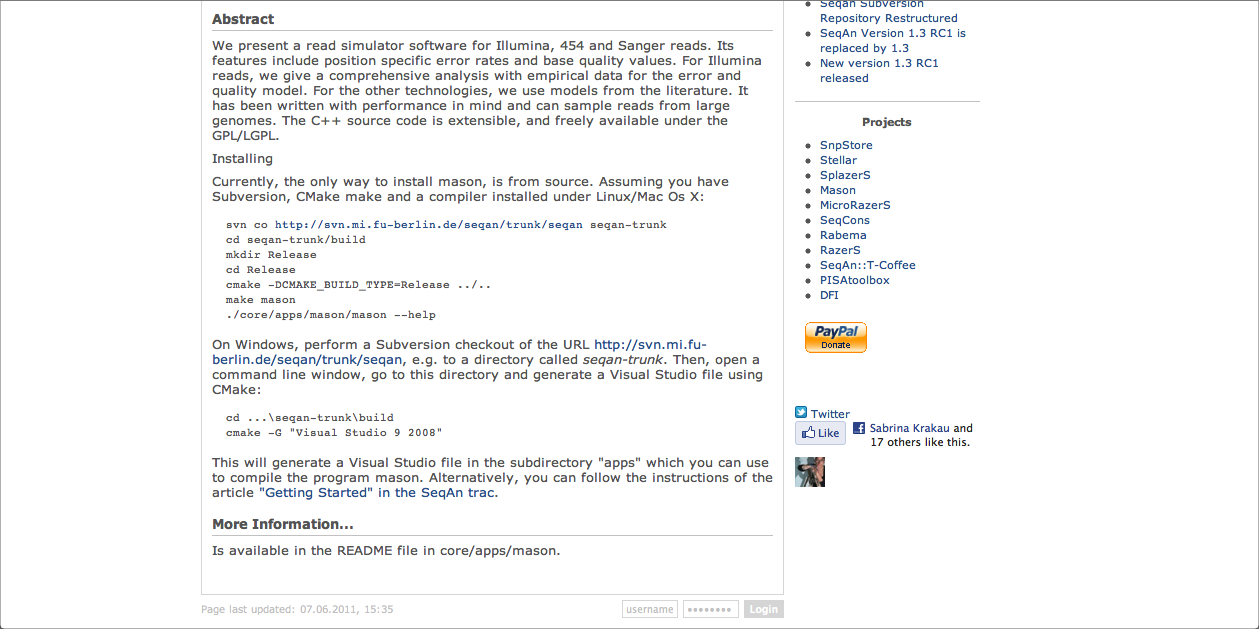 Abstract
We present a read simulator software for Illumina, 454 and Sanger reads. Its
features include position specific error rates and base quality values. For Illumina
reads, we give a comprehensive analysis with empirical data for the error and
quality model. For the other technologies, we use models from the literature. It
has been written with performance in mind and can sample reads from large
genomes. The C++ source code is extensible, and freely available under the
GPL/LGPL.
Installing
Currently, the only way to install mason, is from source. Assuming you have
Subversion, CMake make and a compiler installed under Linux/Mac Os X:
svn co http://svn.mi.fu-berlin.de/seqan/trunk/seqan seqan-trunk
cd seqan-trunk/build
mkdir Release
cd Release
cmake -DCMAKE_BUILD_TYPE=Release ../..
make mason
./core/apps/mason/mason --help
On Windows, perform a Subversion checkout of the URL http://svn.mi.fu-
berlin.de/seqan/trunk/seqan, e.g. to a directory called seqan-trunk. Then, open a
command line window, go to this directory and generate a Visual Studio file using
CMake:
cd ...\seqan-trunk\build
cmake -G "Visual Studio 9 2008"
This will generate a Visual Studio file in the subdirectory "apps" which you can use
to compile the program mason. Alternatively, you can follow the instructions of the
article "Getting Started" in the SeqAn trac.
More Information...
Is available in the README file in core/apps/mason.
Seqan Subversion
Repository Restructured
SeqAn Version 1.3 RC1 is
replaced by 1.3
New version 1.3 RC1
released
Projects
SnpStore
Stellar
SplazerS
Mason
MicroRazerS
SeqCons
Rabema
RazerS
SeqAn::T-Coffee
PISAtoolbox
DFI
PayPal
Donate
Twitter
Like
Sabrina Krakau and
17 others like this.
Page last updated: 07.06.2011, 15:35
username
••••••••
Login